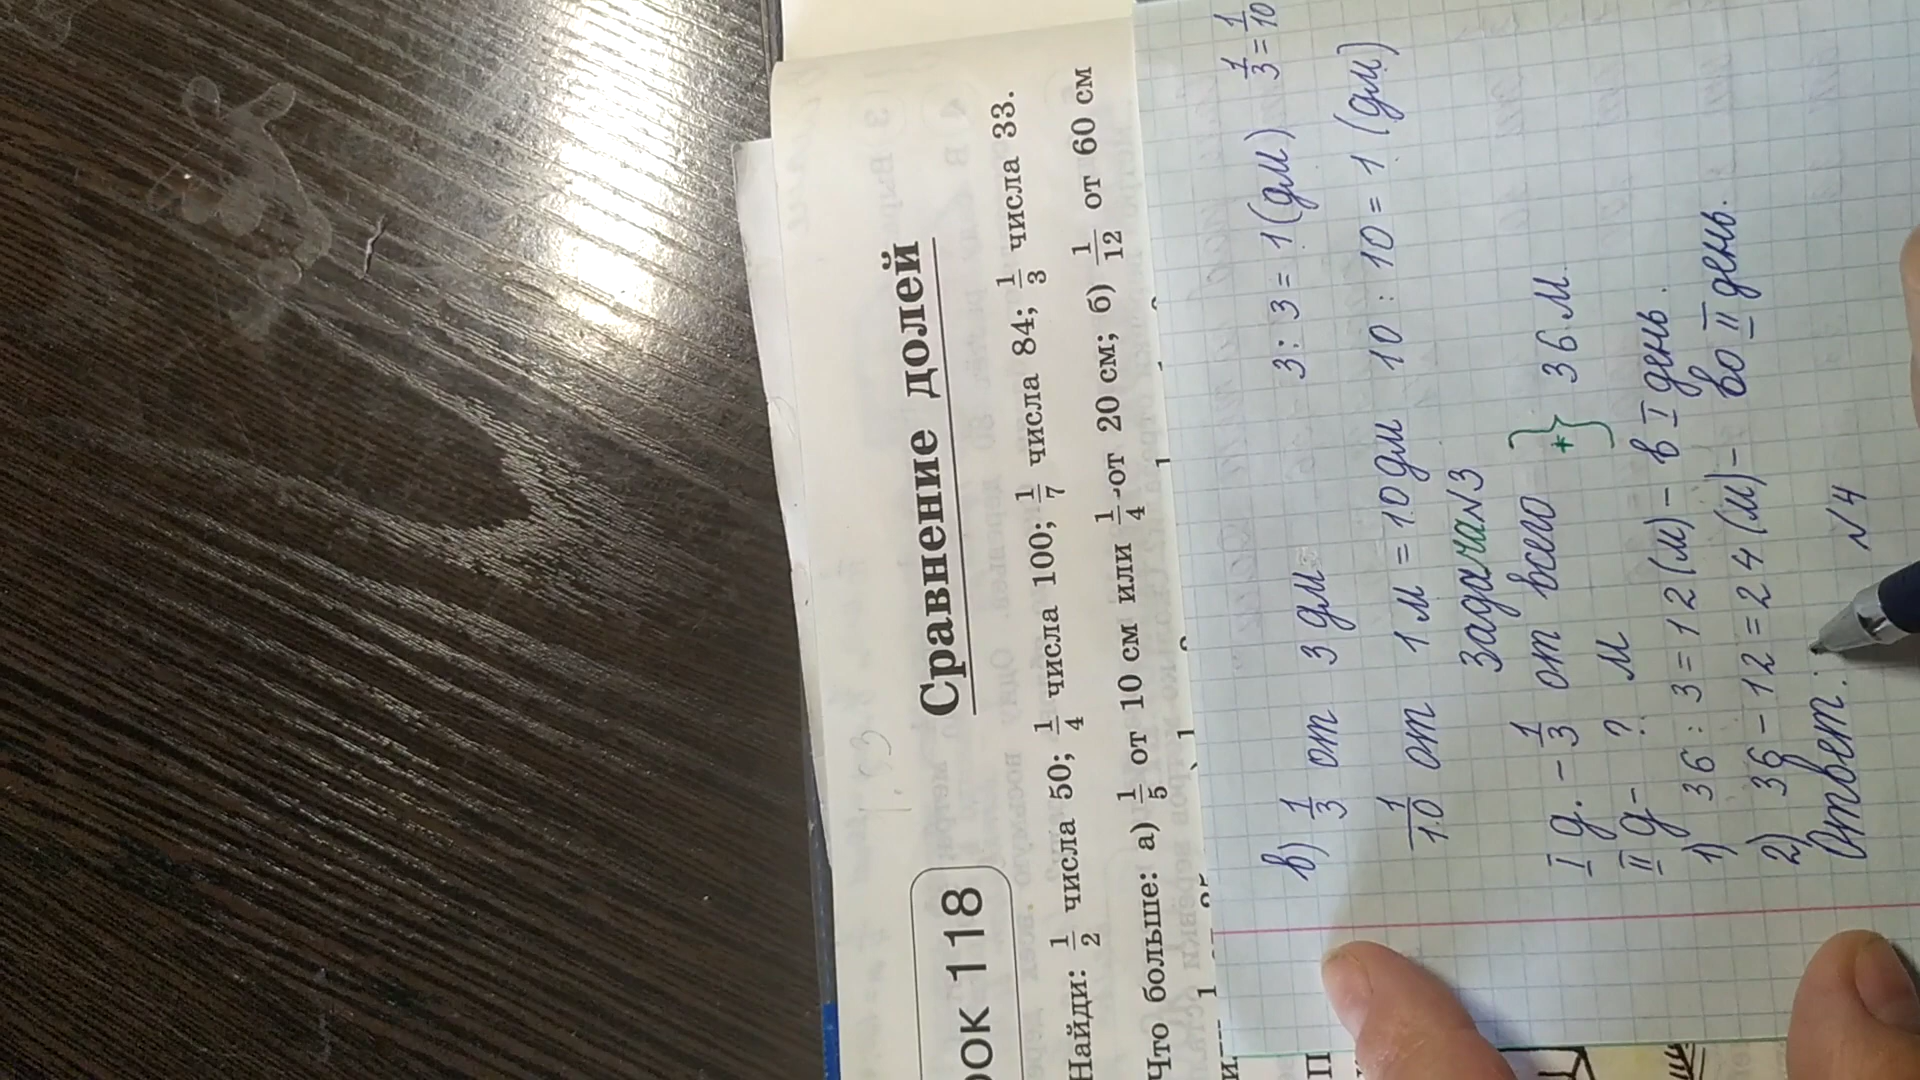 Сравнение долей
ок 118
Найди: 1/2 числа 50; 1/4 числа 100; 1/7 числа 84; 1/3 числа 33.
Что больше: а) 1/5 от 10 см или 1/4 от 20 см; б) 1/12 от 60 см
в) 1/3 от 3 дм 3 : 3 = 1 (дм) 1/3 = 1/10
1/10 от 1 м = 10 дм 10 : 10 = 1 (дм)
Задача №3
I д. - 1/3 от всего } + 36 м
II д - ? м
1) 36 : 3 = 12 (м) - в I день.
2) 36 - 12 = 24 (м) - во II день.
Ответ:
№4